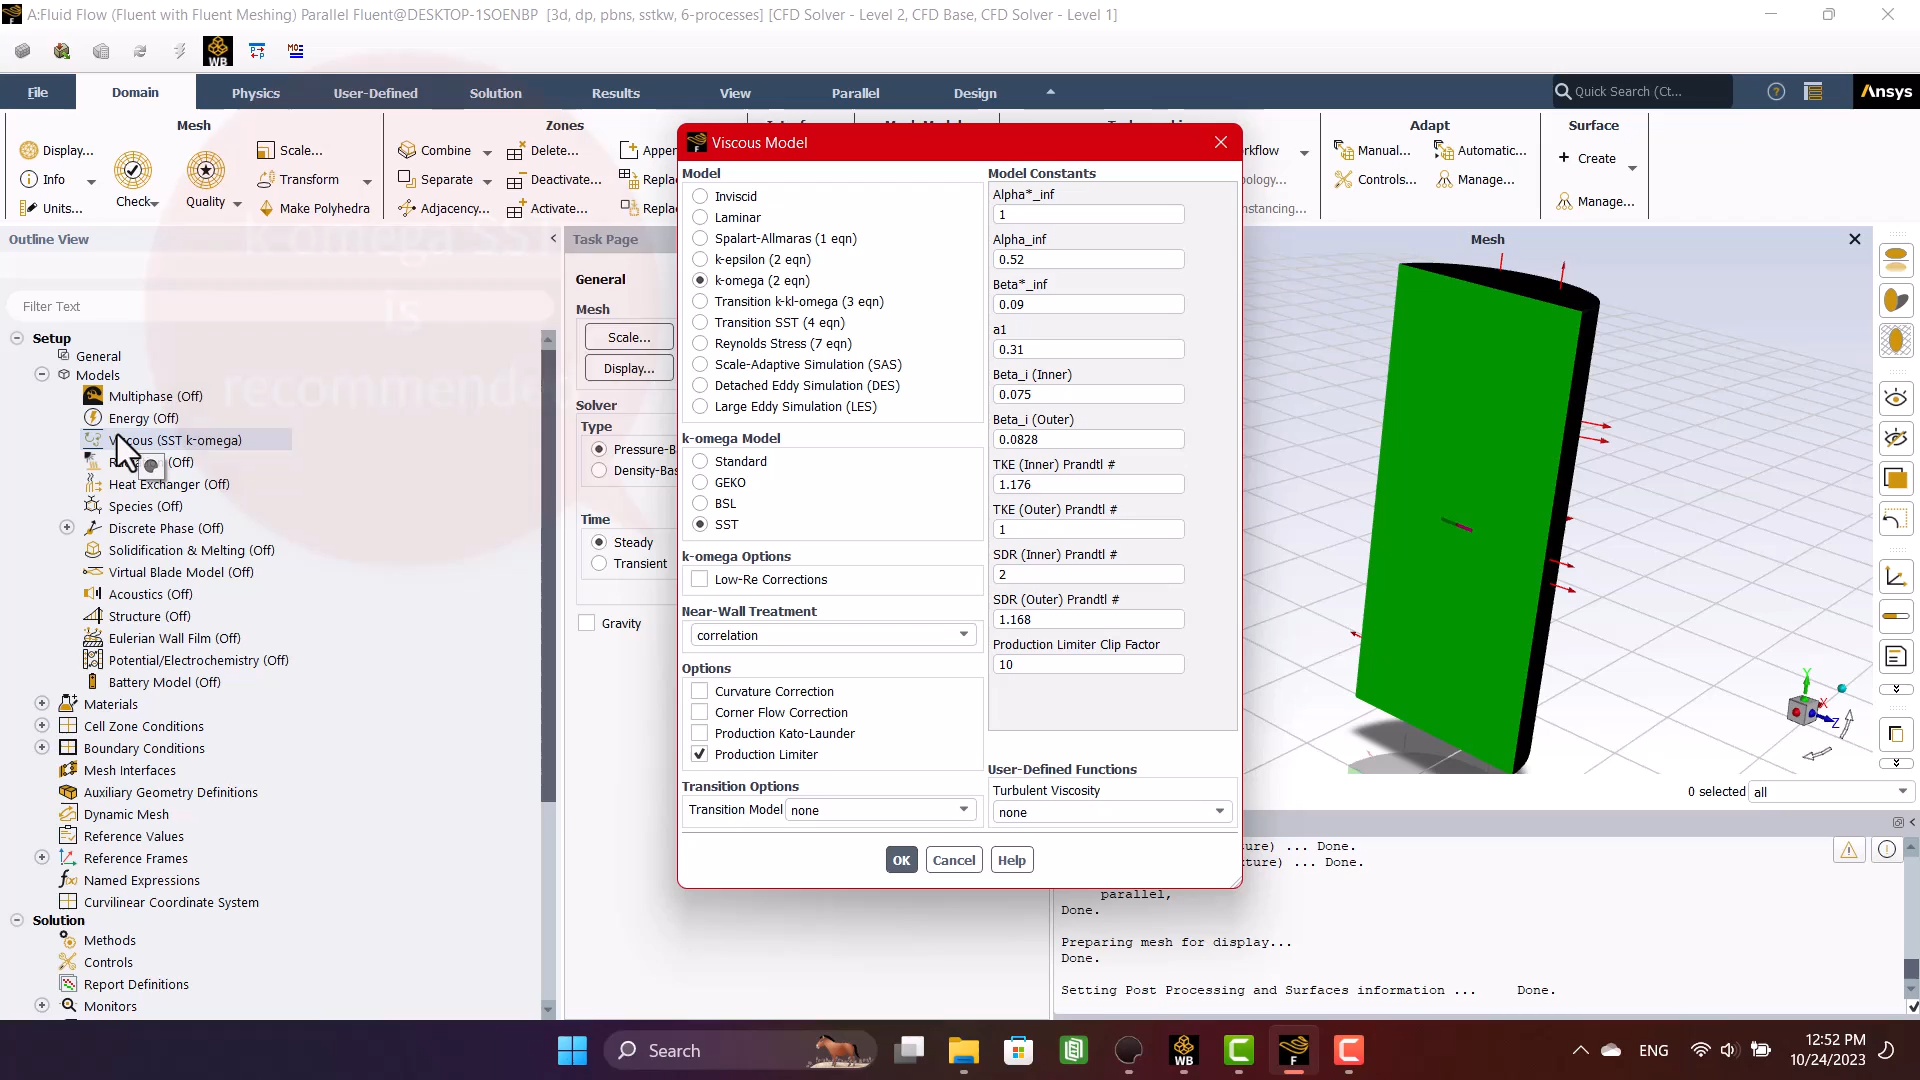 A:Fluid Flow (Fluent with Fluent Meshing) Parallel Fluent@DESKTOP-1SOENBP [3d, dp, pbns, sstkw, 6-processes] [CFD Solver - Level 2, CFD Base, CFD Solver - Level 1]
WB
File
Domain
Physics
User-Defined
Solution
Results
View
Parallel
Design
Quick Search (Ct...
Ansys
Mesh
Display...
Info
Units...
Check
Quality
Scale...
Transform
Make Polyhedra
Zones
Combine
Separate
Adjacency...
Delete...
Deactivate...
Activate...
Adapt
Manual...
Controls...
Automatic...
Manage...
Surface
+ Create
Manage...
Outline View
k-omega SST
is
recommended
Filter Text
Setup
General
Models
Multiphase (Off)
Energy (Off)
Viscous (SST k-omega)
(Off)
Heat Exchanger (Off)
Species (Off)
Discrete Phase (Off)
Solidification & Melting (Off)
Virtual Blade Model (Off)
Acoustics (Off)
Structure (Off)
Eulerian Wall Film (Off)
Potential/Electrochemistry (Off)
Battery Model (Off)
Materials
Cell Zone Conditions
Boundary Conditions
Mesh Interfaces
Auxiliary Geometry Definitions
Dynamic Mesh
Reference Values
Reference Frames
Named Expressions
Curvilinear Coordinate System
Solution
Methods
Controls
Report Definitions
Monitors
Task Page
General
Mesh
Scale...
Display...
Solver
Type
Pressure-B
Density-Bas
Time
Steady
Transient
Gravity
Viscous Model
Model
Inviscid
Laminar
Spalart-Allmaras (1 eqn)
k-epsilon (2 eqn)
k-omega (2 eqn)
Transition k-kl-omega (3 eqn)
Transition SST (4 eqn)
Reynolds Stress (7 eqn)
Scale-Adaptive Simulation (SAS)
Detached Eddy Simulation (DES)
Large Eddy Simulation (LES)
k-omega Model
Standard
GEKO
BSL
SST
k-omega Options
Low-Re Corrections
Near-Wall Treatment
correlation
Options
Curvature Correction
Corner Flow Correction
Production Kato-Launder
Production Limiter
Transition Options
Transition Model none
Model Constants
Alpha*_inf
1
Alpha_inf
0.52
Beta*_inf
0.09
a1
0.31
Beta_i (Inner)
0.075
Beta_i (Outer)
0.0828
TKE (Inner) Prandtl #
1.176
TKE (Outer) Prandtl #
1
SDR (Inner) Prandtl #
2
SDR (Outer) Prandtl #
1.168
Production Limiter Clip Factor
10
User-Defined Functions
Turbulent Viscosity
none
OK
Cancel
Help
Mesh
Y
X
Z
0 selected all
ture) ... Done.
ture) ... Done.
parallel,
Done.
Preparing mesh for display...
Done.
Setting Post Processing and Surfaces information ... Done.
Search
WB
F
ENG
12:52 PM
10/24/2023